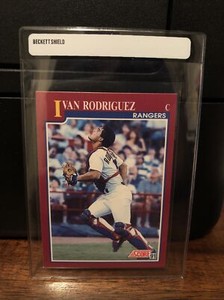 BECKETT SHIELD
IVAN RODRIGUEZ
C
RANGERS
SCORE